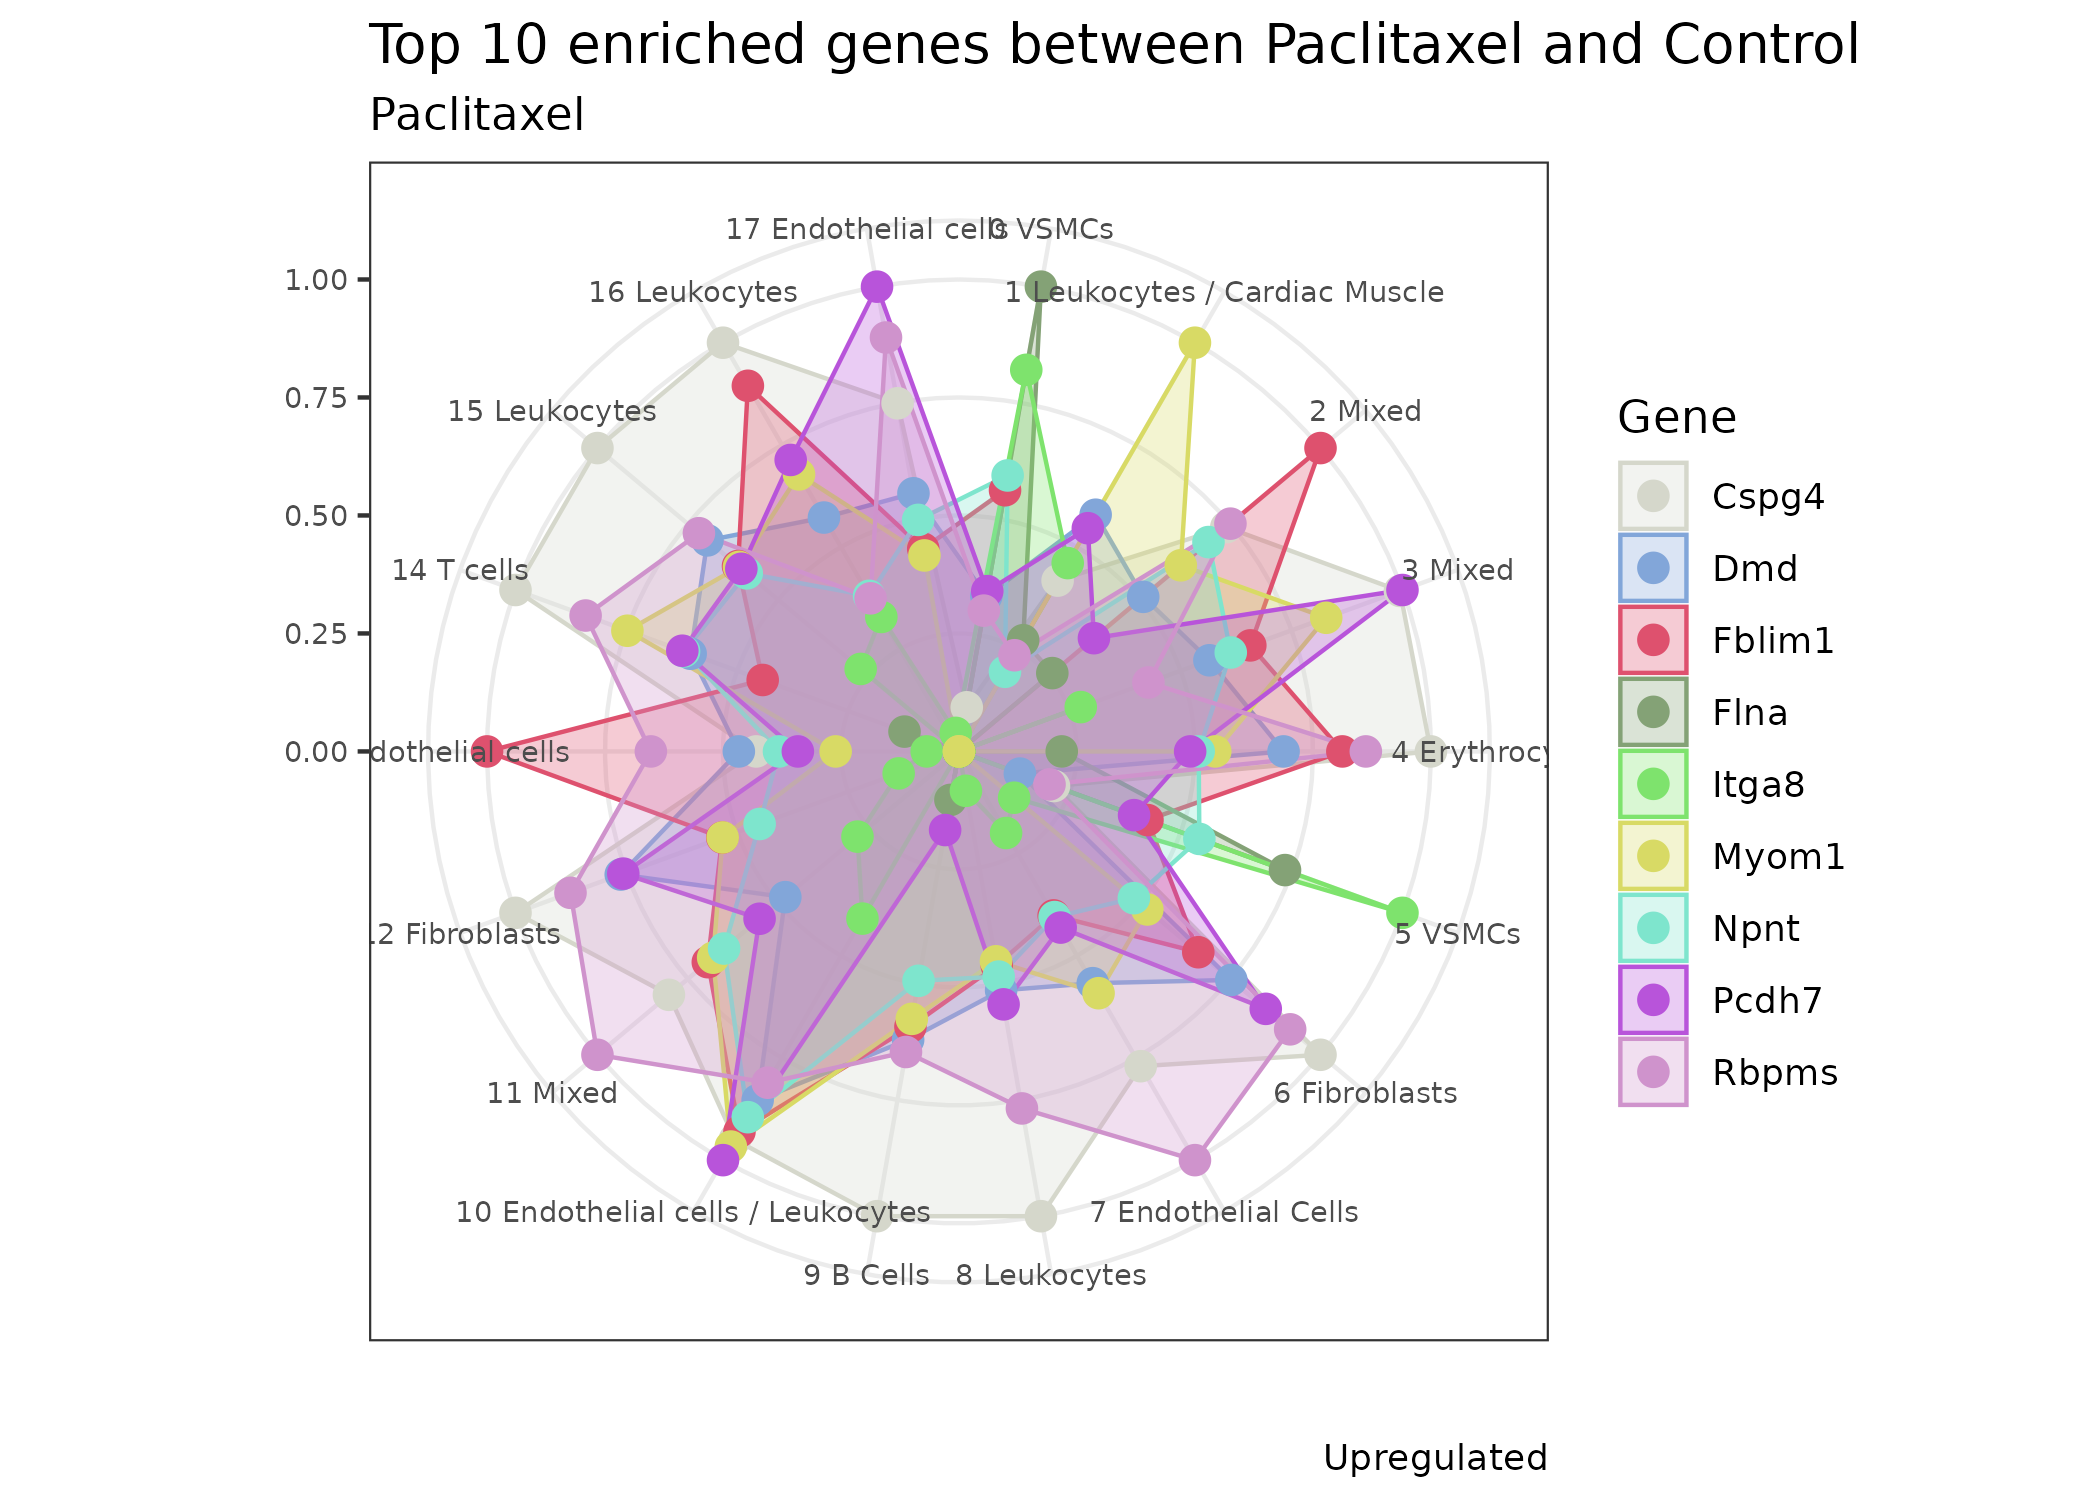 Top 10 enriched genes between Paclitaxel and Control
Paclitaxel
17 Endothelial cells
0 VSMCs
16 Leukocytes
1 Leukocytes / Cardiac Muscle
15 Leukocytes
2 Mixed
14 T cells
3 Mixed
dothelial cells
4 Erythrocy
2 Fibroblasts
5 VSMCs
11 Mixed
6 Fibroblasts
10 Endothelial cells / Leukocytes
7 Endothelial Cells
9 B Cells
8 Leukocytes
1.00
0.75
0.50
0.25
0.00
Gene
Cspg4
Dmd
Fblim1
Flna
Itga8
Myom1
Npnt
Pcdh7
Rbpms
Upregulated